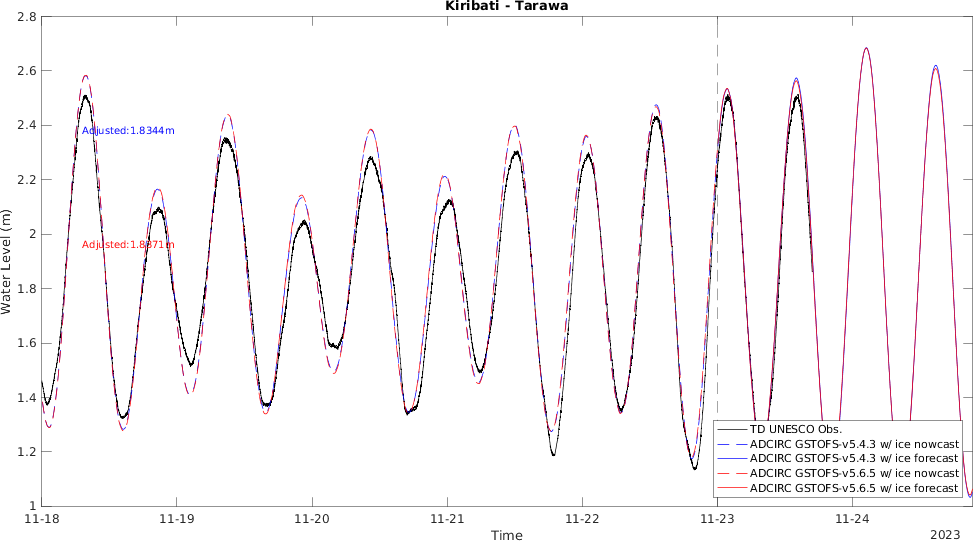 Kiribati - Tarawa
2.8
2.6
2.4
2.2
2
1.8
1.6
1.4
1.2
1
Water Level (m)
Adjusted:1.8344m
Adjusted:1.8371m
TD UNESCO Obs.
ADCIRC GSTOFS-v5.4.3 w/ ice nowcast
ADCIRC GSTOFS-v5.4.3 w/ ice forecast
ADCIRC GSTOFS-v5.6.5 w/ ice nowcast
ADCIRC GSTOFS-v5.6.5 w/ ice forecast
11-18 11-19 11-20 11-21 11-22 11-23 11-24
Time
2023